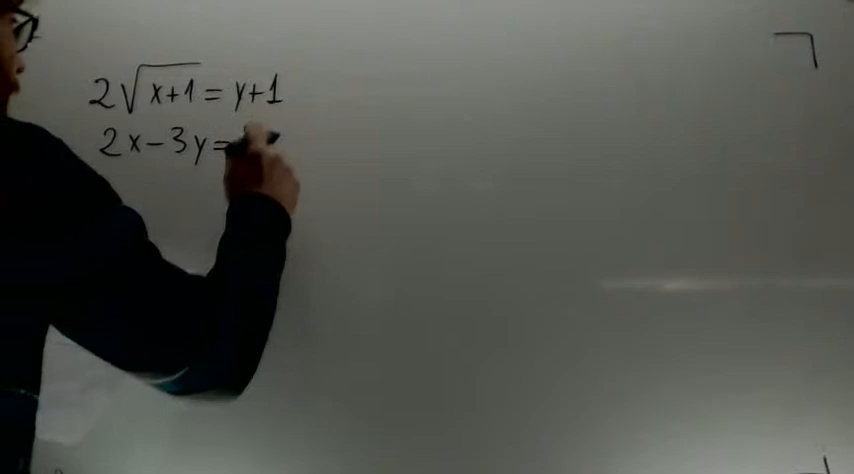 2√(x+1) = y+1
2x-3y=